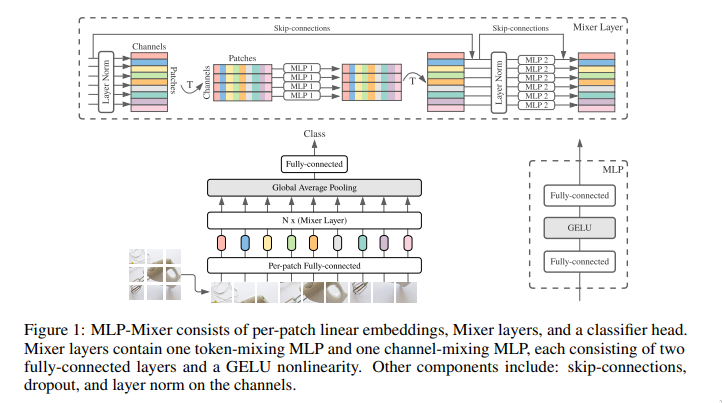 Skip-connections
Skip-connections
Mixer Layer
Channels
Layer Norm
Patches
T
Patches
Channels
MLP 1
MLP 1
MLP 1
MLP 1
T
Layer Norm
MLP 2
MLP 2
MLP 2
MLP 2
MLP 2
MLP 2
Class
Fully-connected
Global Average Pooling
N x (Mixer Layer)
Per-patch Fully-connected
MLP
Fully-connected
GELU
Fully-connected
Figure 1: MLP-Mixer consists of per-patch linear embeddings, Mixer layers, and a classifier head.
Mixer layers contain one token-mixing MLP and one channel-mixing MLP, each consisting of two
fully-connected layers and a GELU nonlinearity. Other components include: skip-connections,
dropout, and layer norm on the channels.